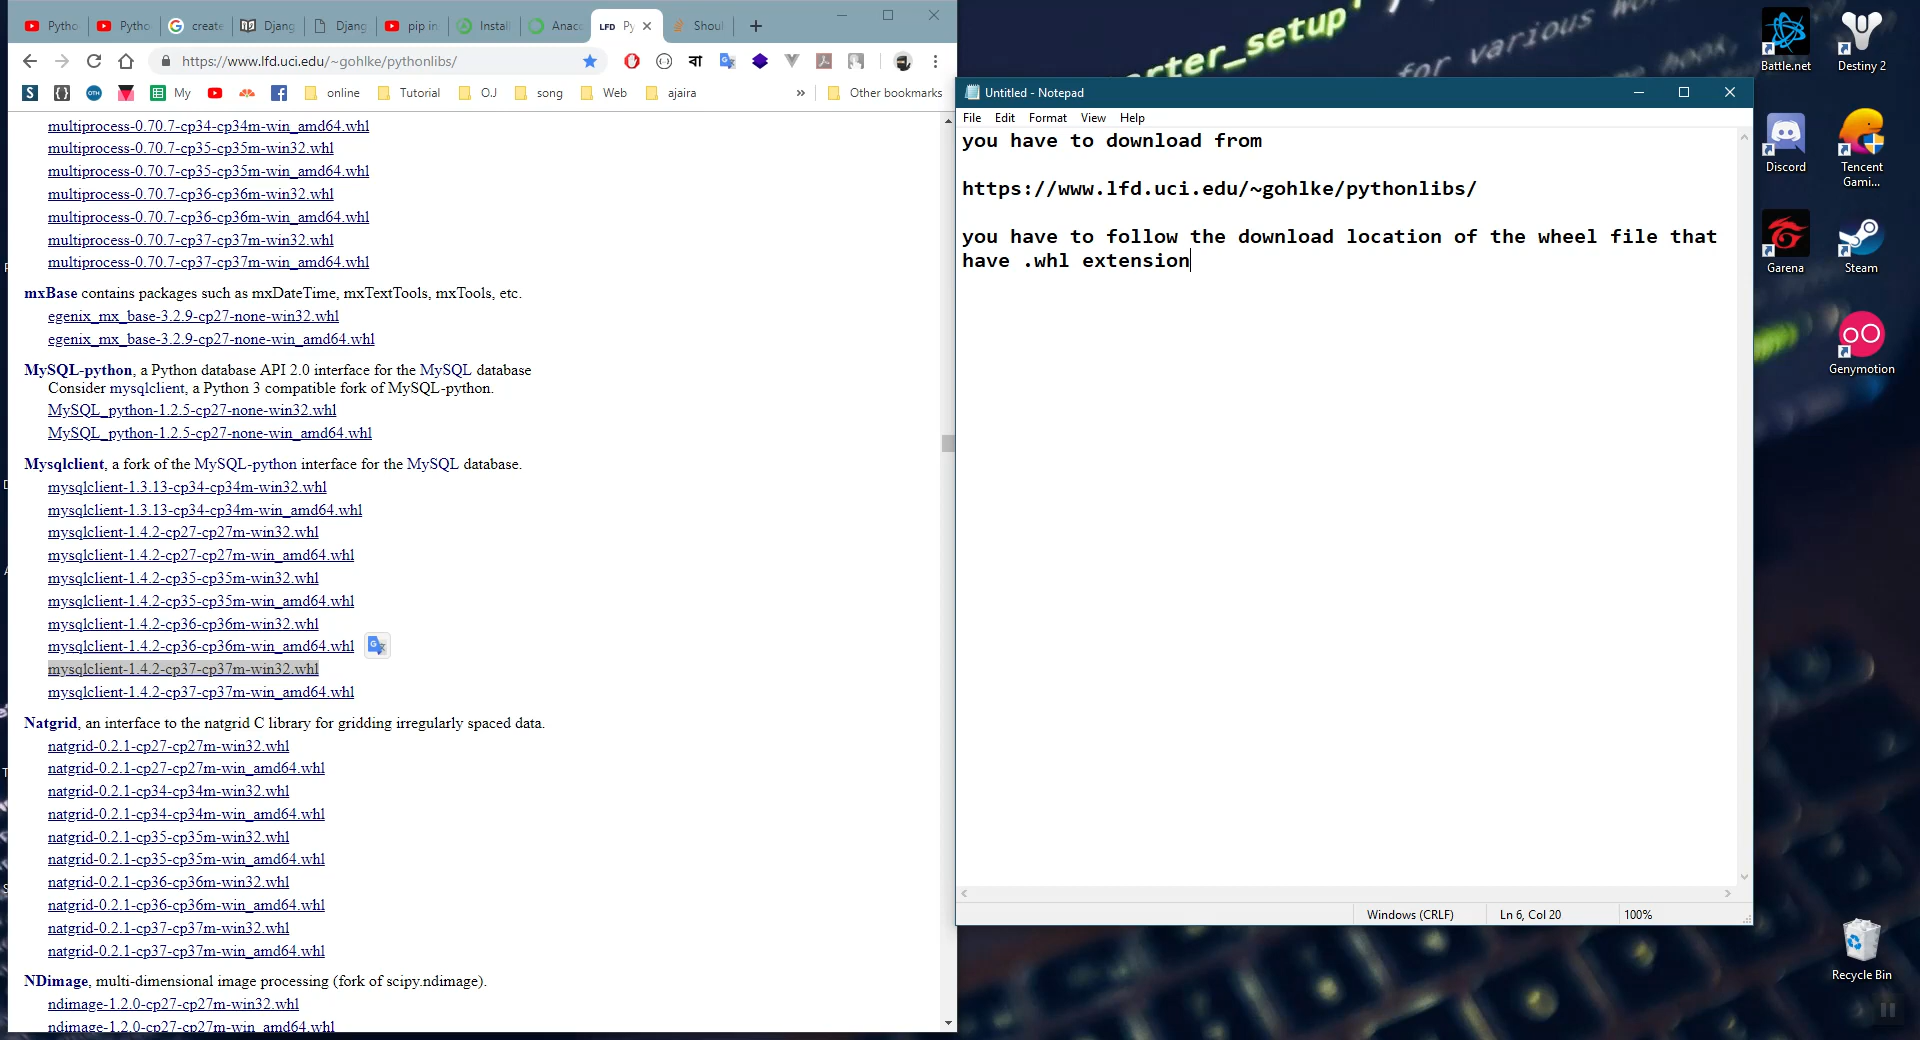 Pytho
Pytho
create
Djang
Djang
pip in
Install
Anaco
LFD Py
Shoul
https://www.lfd.uci.edu/~gohlke/pythonlibs/
My
online
Tutorial
OJ
song
Web
ajaira
»
Other bookmarks
multiprocess-0.70.7-cp34-cp34m-win_amd64.whl
multiprocess-0.70.7-cp35-cp35m-win32.whl
multiprocess-0.70.7-cp35-cp35m-win_amd64.whl
multiprocess-0.70.7-cp36-cp36m-win32.whl
multiprocess-0.70.7-cp36-cp36m-win_amd64.whl
multiprocess-0.70.7-cp37-cp37m-win32.whl
multiprocess-0.70.7-cp37-cp37m-win_amd64.whl
mxBase contains packages such as mxDateTime, mxTextTools, mxTools, etc.
egenix_mx_base-3.2.9-cp27-none-win32.whl
egenix_mx_base-3.2.9-cp27-none-win_amd64.whl
MySQL-python, a Python database API 2.0 interface for the MySQL database
Consider mysqlclient, a Python 3 compatible fork of MySQL-python.
MySQL_python-1.2.5-cp27-none-win32.whl
MySQL_python-1.2.5-cp27-none-win_amd64.whl
Mysqlclient, a fork of the MySQL-python interface for the MySQL database.
mysqlclient-1.3.13-cp34-cp34m-win32.whl
mysqlclient-1.3.13-cp34-cp34m-win_amd64.whl
mysqlclient-1.4.2-cp27-cp27m-win32.whl
mysqlclient-1.4.2-cp27-cp27m-win_amd64.whl
mysqlclient-1.4.2-cp35-cp35m-win32.whl
mysqlclient-1.4.2-cp35-cp35m-win_amd64.whl
mysqlclient-1.4.2-cp36-cp36m-win32.whl
mysqlclient-1.4.2-cp36-cp36m-win_amd64.whl
mysqlclient-1.4.2-cp37-cp37m-win32.whl
mysqlclient-1.4.2-cp37-cp37m-win_amd64.whl
Natgrid, an interface to the natgrid C library for gridding irregularly spaced data.
natgrid-0.2.1-cp27-cp27m-win32.whl
natgrid-0.2.1-cp27-cp27m-win_amd64.whl
natgrid-0.2.1-cp34-cp34m-win32.whl
natgrid-0.2.1-cp34-cp34m-win_amd64.whl
natgrid-0.2.1-cp35-cp35m-win32.whl
natgrid-0.2.1-cp35-cp35m-win_amd64.whl
natgrid-0.2.1-cp36-cp36m-win32.whl
natgrid-0.2.1-cp36-cp36m-win_amd64.whl
natgrid-0.2.1-cp37-cp37m-win32.whl
natgrid-0.2.1-cp37-cp37m-win_amd64.whl
NDimage, multi-dimensional image processing (fork of scipy.ndimage).
ndimage-1.2.0-cp27-cp27m-win32.whl
ndimage-1.2.0-cp27-cp27m-win_amd64.whl
Untitled - Notepad
File Edit Format View Help
you have to download from
https://www.lfd.uci.edu/~gohlke/pythonlibs/
you have to follow the download location of the wheel file that
have .whl extension
Windows (CRLF)
Ln 6, Col 20
100%
rter_setup
for various
Battle.net
Destiny 2
Discord
Tencent
Gami...
Garena
Steam
Genymotion
Recycle Bin